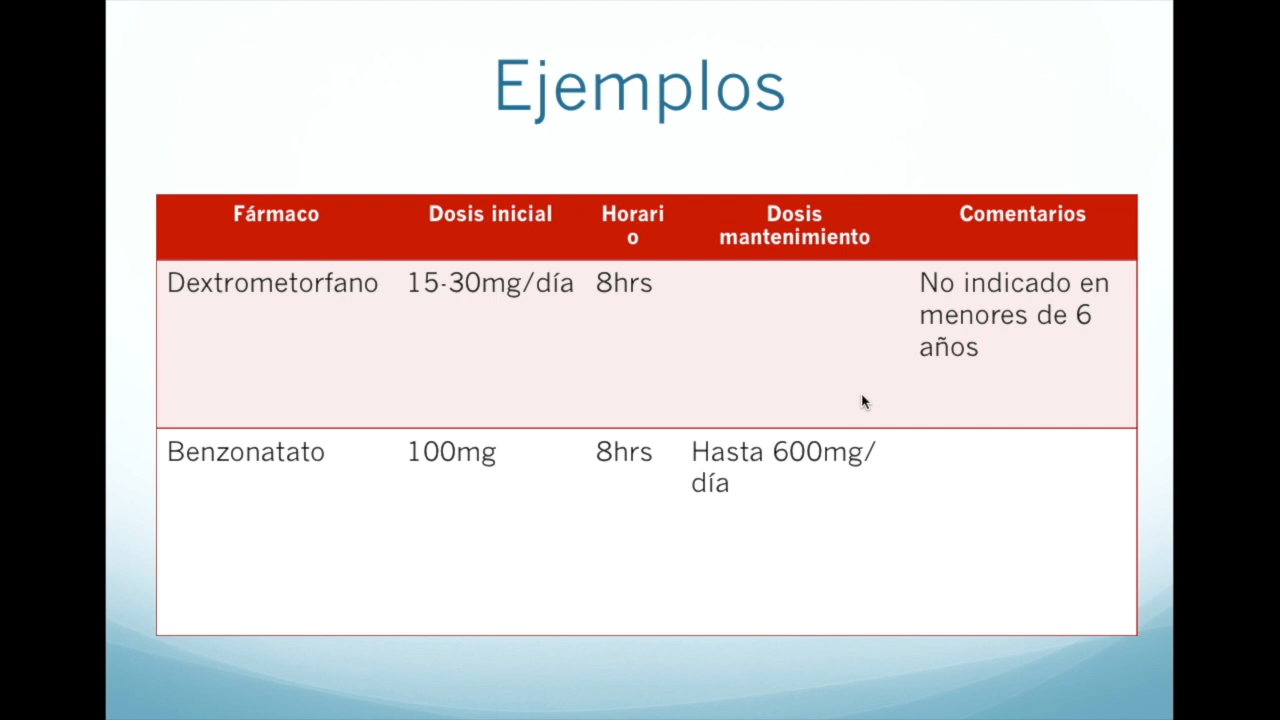 Ejemplos
Fármaco
Dosis inicial
Horari
o
Dosis
mantenimiento
Comentarios
Dextrometorfano
15-30mg/día
8hrs
No indicado en
menores de 6
años
Benzonatato
100mg
8hrs
Hasta 600mg/
día